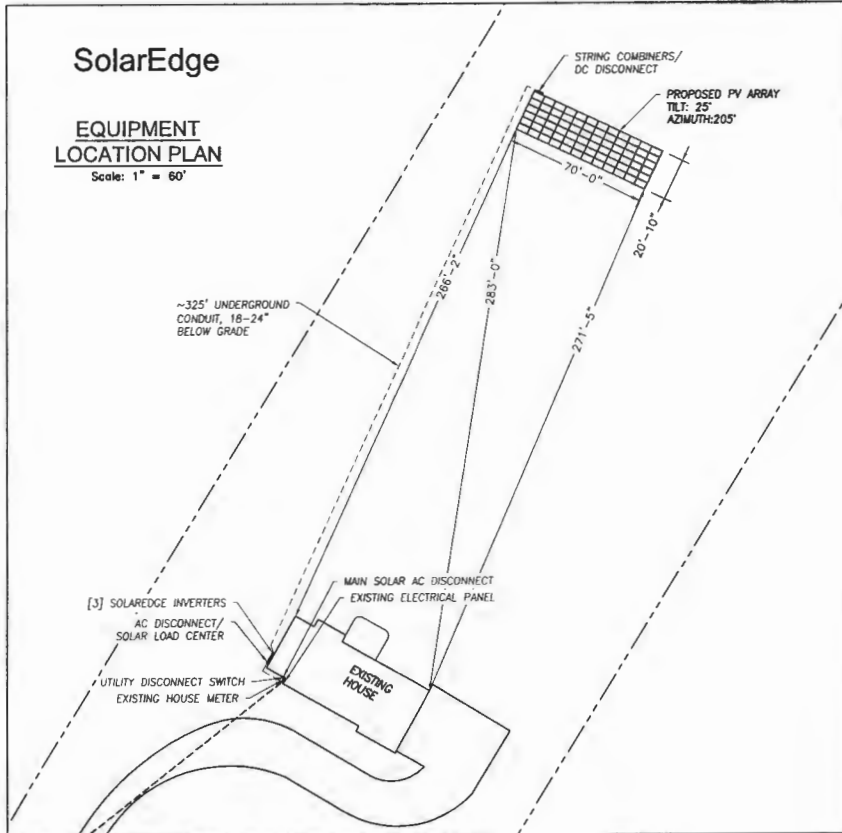 SolarEdge
EQUIPMENT
LOCATION PLAN
Scale: 1" = 60'
STRING COMBINERS/
DC DISCONNECT
PROPOSED PV ARRAY
TILT: 25°
AZIMUTH:205°
70'-0"
20'-10"
266'-2"
283'-0"
271'-5"
~325' UNDERGROUND
CONDUIT, 18-24"
BELOW GRADE
MAIN SOLAR AC DISCONNECT
EXISTING ELECTRICAL PANEL
[3] SOLAREDGE INVERTERS
AC DISCONNECT/
SOLAR LOAD CENTER
UTILITY DISCONNECT SWITCH
EXISTING HOUSE METER
EXISTING
HOUSE